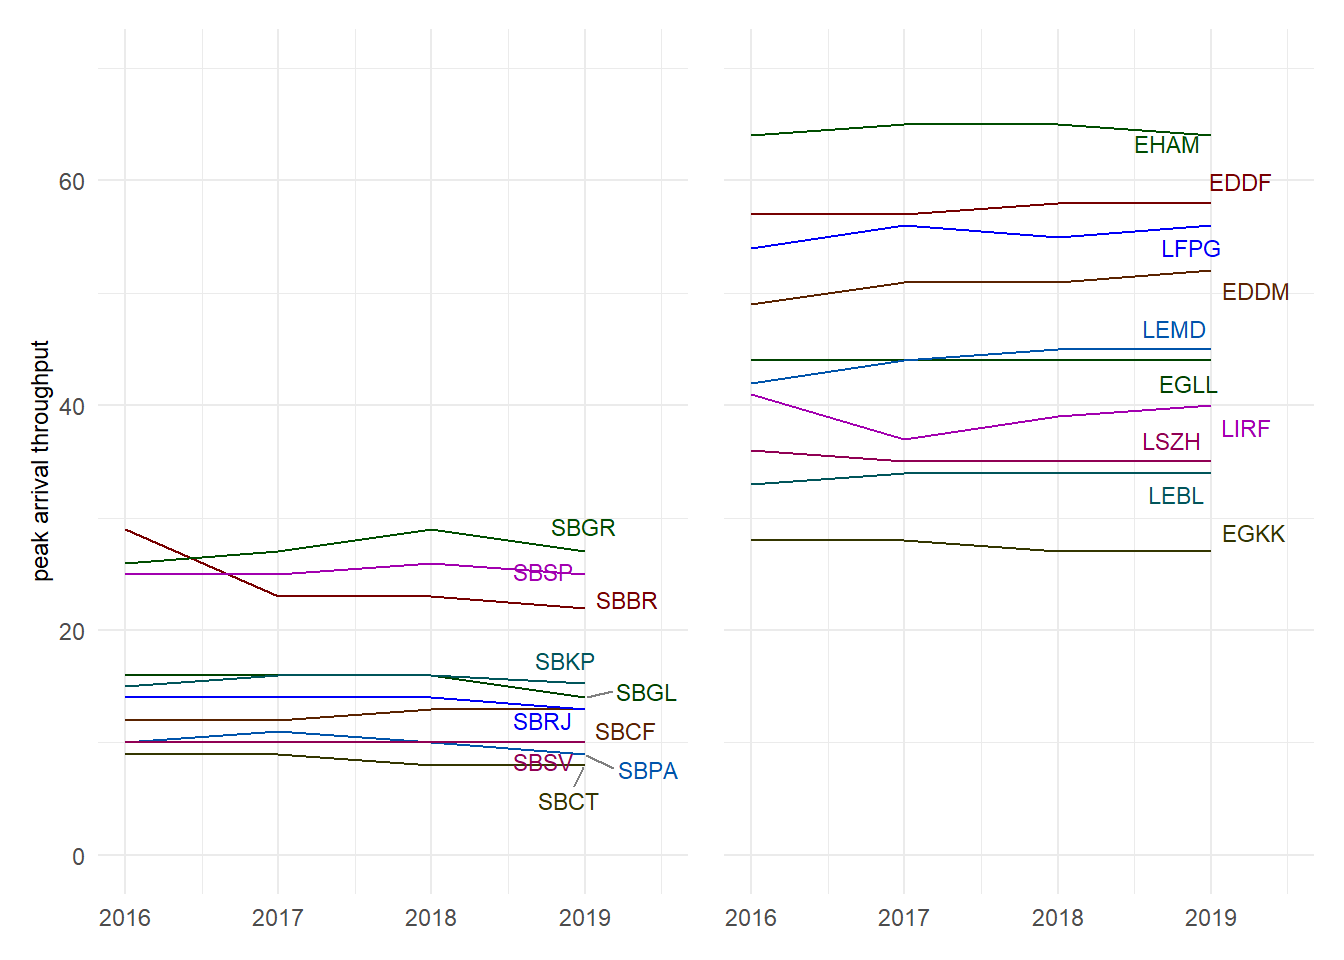 peak arrival throughput
60
40
20
0
SBGR
SBSP
SBBR
SBKP
SBGL
SBRJ
SBCF
SBSV
SBPA
SBCT
2016 2017 2018 2019
EHAM
EDDF
LFPG
EDDM
LEMD
EGLL
LIRF
LSZH
LEBL
EGKK
2016 2017 2018 2019